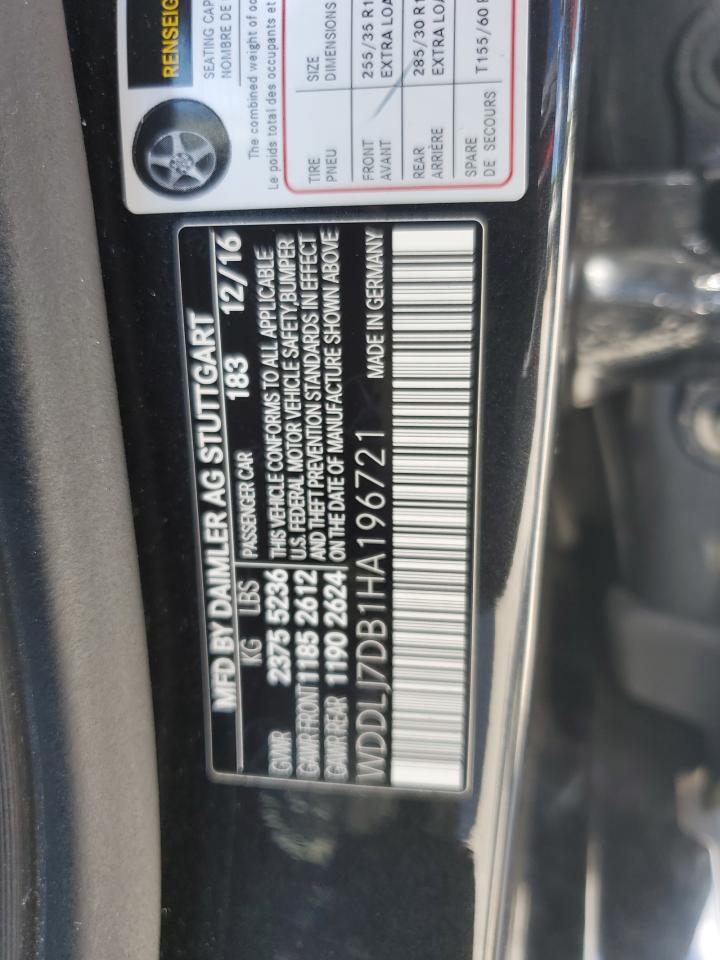 RENSEIG
SEATING CAP
NOMBRE DE
The combined weight of oc
Le poids total des occupants et
TIRE SIZE
PNEU DIMENSIONS
FRONT 255/35 R1
AVANT EXTRA LOA
REAR 285/30 R1
ARRIÈRE EXTRA LOA
SPARE T155/60
DE SECOURS
MFD BY DAIMLER AG STUTTGART
KG LBS PASSENGER CAR 183 12/16
GVWR 2375 5236 THIS VEHICLE CONFORMS TO ALL APPLICABLE
GAWR FRONT 1185 2612 U.S. FEDERAL MOTOR VEHICLE SAFETY,BUMPER
AND THEFT PREVENTION STANDARDS IN EFFECT
GAWR REAR 1190 2624 ON THE DATE OF MANUFACTURE SHOWN ABOVE
WDDLJ7DB1HA196721 MADE IN GERMANY